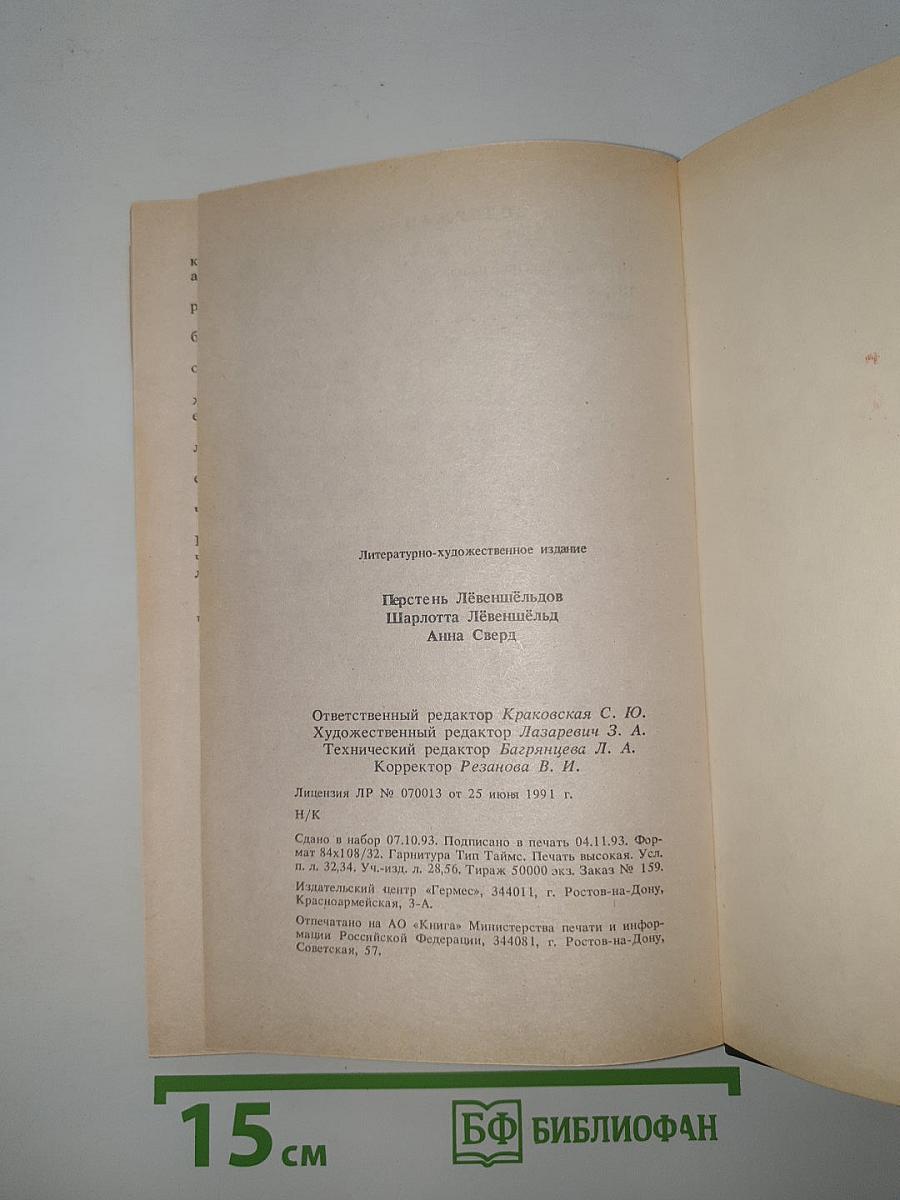 Литературно-художественное издание
Перстень Лёвеншёльдов
Шарлотта Лёвеншёльд
Анна Сверд
Ответственный редактор Краковская С. Ю.
Художественный редактор Лазаревич З. А.
Технический редактор Багрянцева Л. А.
Корректор Резанова В. И.
Лицензия ЛР № 070013 от 25 июня 1991 г.
Н/К
Сдано в набор 07.10.93. Подписано в печать 04.11.93. Фор-
мат 84х108/32. Гарнитура Тип Таймс. Печать высокая. Усл.
п. л. 32,34. Уч.-изд. л. 28,56. Тираж 50000 экз. Заказ № 159.
Издательский центр «Гермес», 344011, г. Ростов-на-Дону,
Красноармейская, 3-А.
Отпечатано на АО «Книга» Министерства печати и инфор-
мации Российской Федерации, 344081, г. Ростов-на-Дону,
Советская, 57.
15 см
БФ БИБЛИОФАН